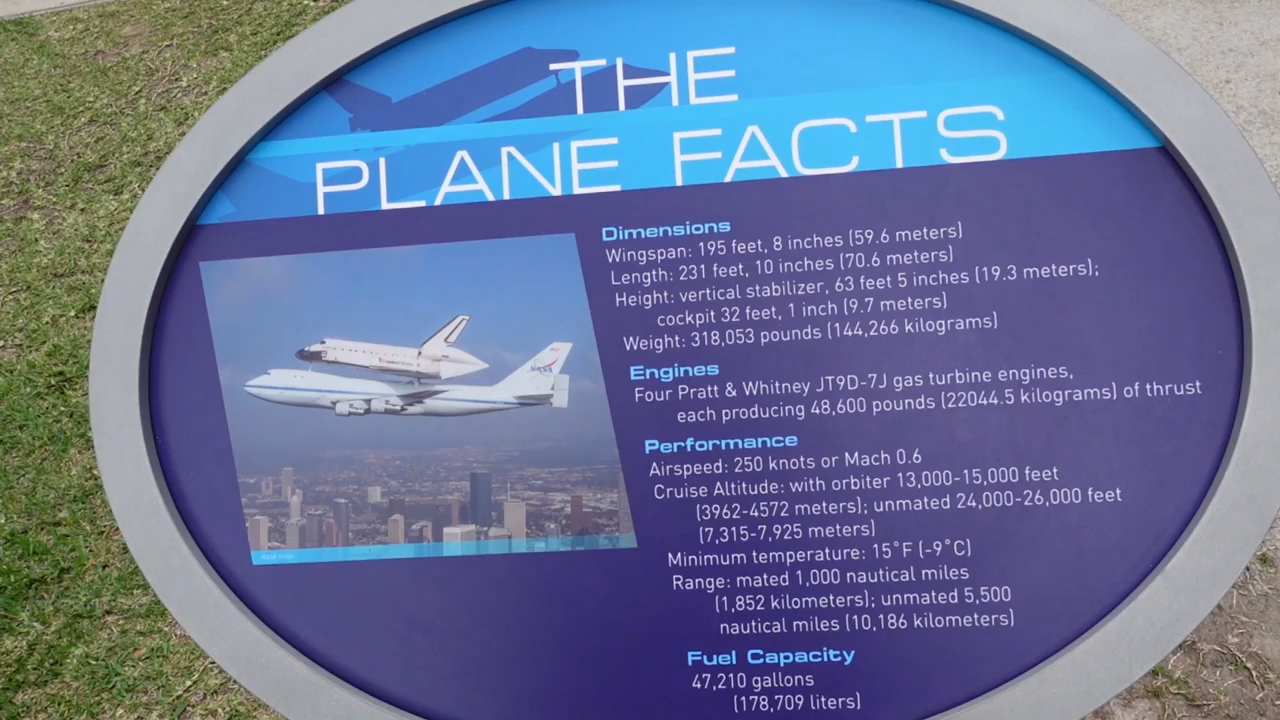 THE
PLANE FACTS
Dimensions
Wingspan: 195 feet, 8 inches (59.6 meters)
Length: 231 feet, 10 inches (70.6 meters)
Height: vertical stabilizer, 63 feet 5 inches (19.3 meters);
cockpit 32 feet, 1 inch (9.7 meters)
Weight: 318,053 pounds (144,266 kilograms)
Engines
Four Pratt & Whitney JT9D-7J gas turbine engines,
each producing 48,600 pounds (22044.5 kilograms) of thrust
Performance
Airspeed: 250 knots or Mach 0.6
Cruise Altitude: with orbiter 13,000-15,000 feet
(3962-4572 meters); unmated 24,000-26,000 feet
(7,315-7,925 meters)
Minimum temperature: 15°F (-9°C)
Range: mated 1,000 nautical miles
(1,852 kilometers); unmated 5,500
nautical miles (10,186 kilometers)
Fuel Capacity
47,210 gallons
(178,709 liters)
NASA